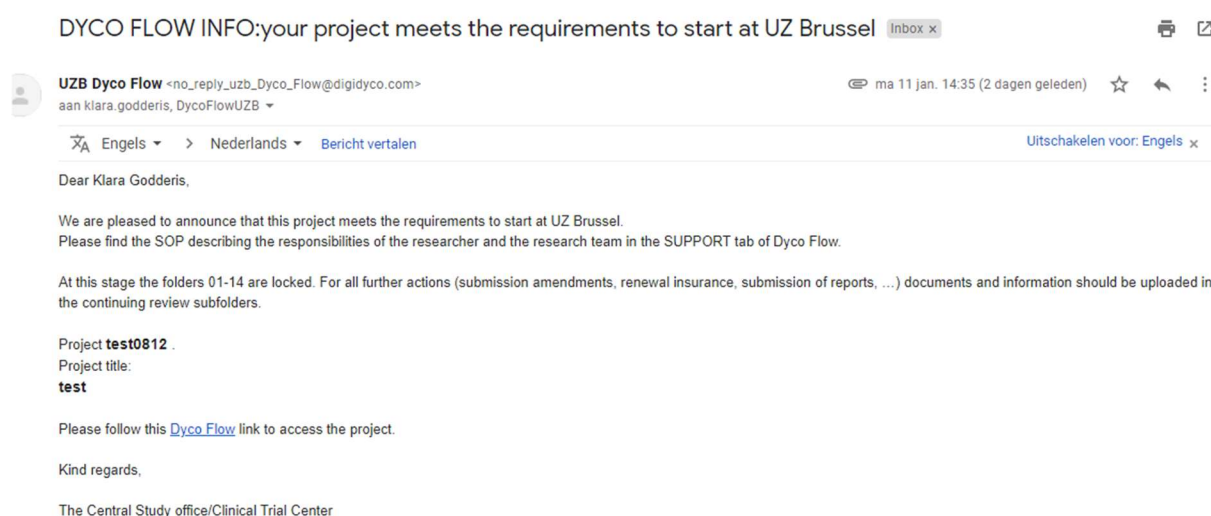 DYCO FLOW INFO:your project meets the requirements to start at UZ Brussel Inbox ×
UZB Dyco Flow <no_reply_uzb_Dyco_Flow@digidyco.com> ma 11 jan. 14:35 (2 dagen geleden)
aan klara.godderis, DycoFlowUZB
Engels > Nederlands Bericht vertalen Uitschakelen voor: Engels ×
Dear Klara Godderis,
We are pleased to announce that this project meets the requirements to start at UZ Brussel.
Please find the SOP describing the responsibilities of the researcher and the research team in the SUPPORT tab of Dyco Flow.
At this stage the folders 01-14 are locked. For all further actions (submission amendments, renewal insurance, submission of reports, …) documents and information should be uploaded in
the continuing review subfolders.
Project test0812 .
Project title:
test
Please follow this Dyco Flow link to access the project.
Kind regards,
The Central Study office/Clinical Trial Center